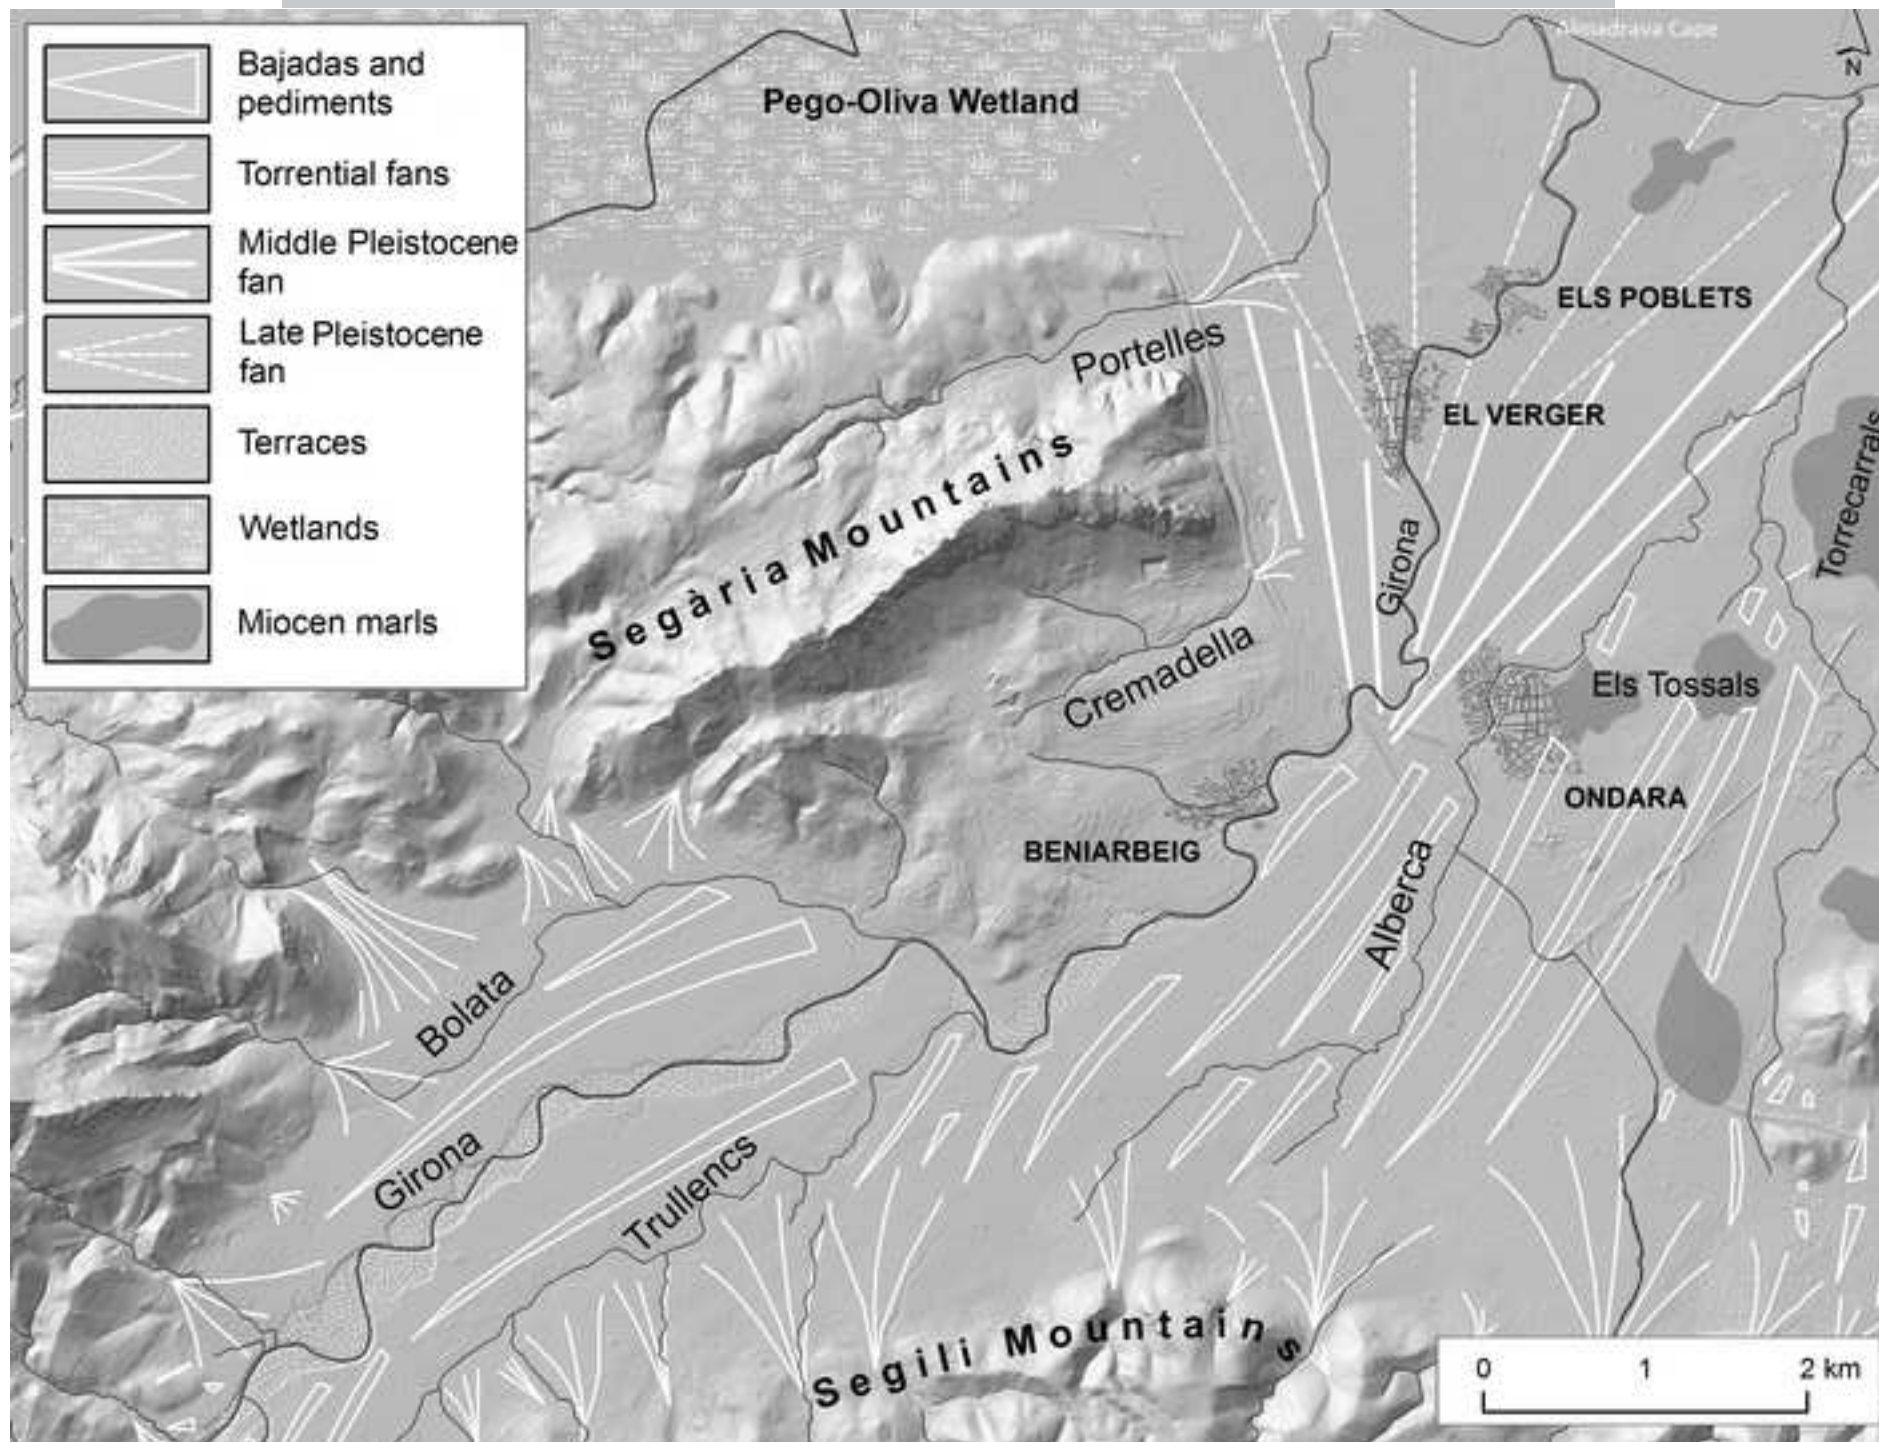 Bajadas and
pediments
Torrential fans
Middle Pleistocene
fan
Late Pleistocene
fan
Terraces
Wetlands
Miocen marls
Pego-Oliva Wetland
N
ELS POBLETS
Portelles
EL VERGER
Segària Mountains
Torrecarrals
Girona
Cremadella
Els Tossals
ONDARA
BENIARBEIG
Alberca
Bolata
Girona
Trullencs
Segili Mountains
0 1 2 km